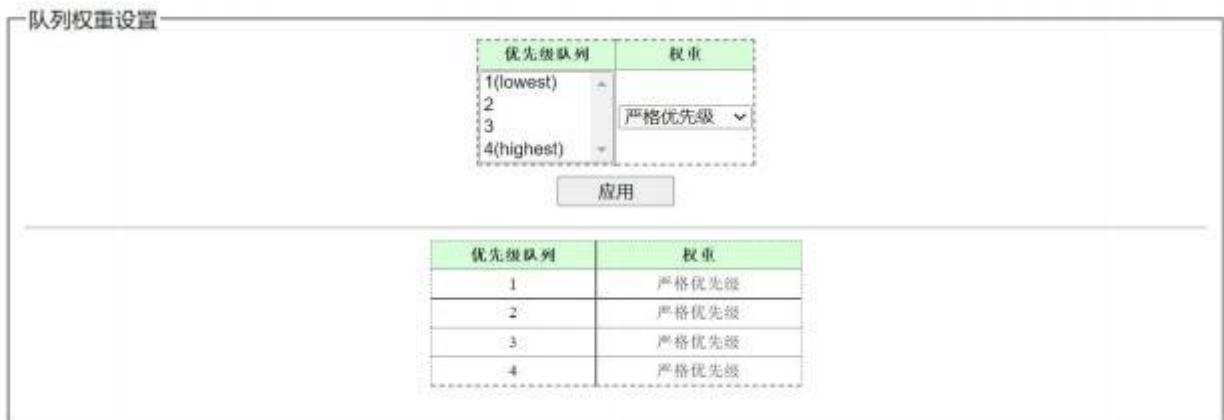 队列权重设置
优先级队列 权重
1(lowest)
2
3
4(highest)
严格优先级
应用
优先级队列 权重
1 严格优先级
2 严格优先级
3 严格优先级
4 严格优先级